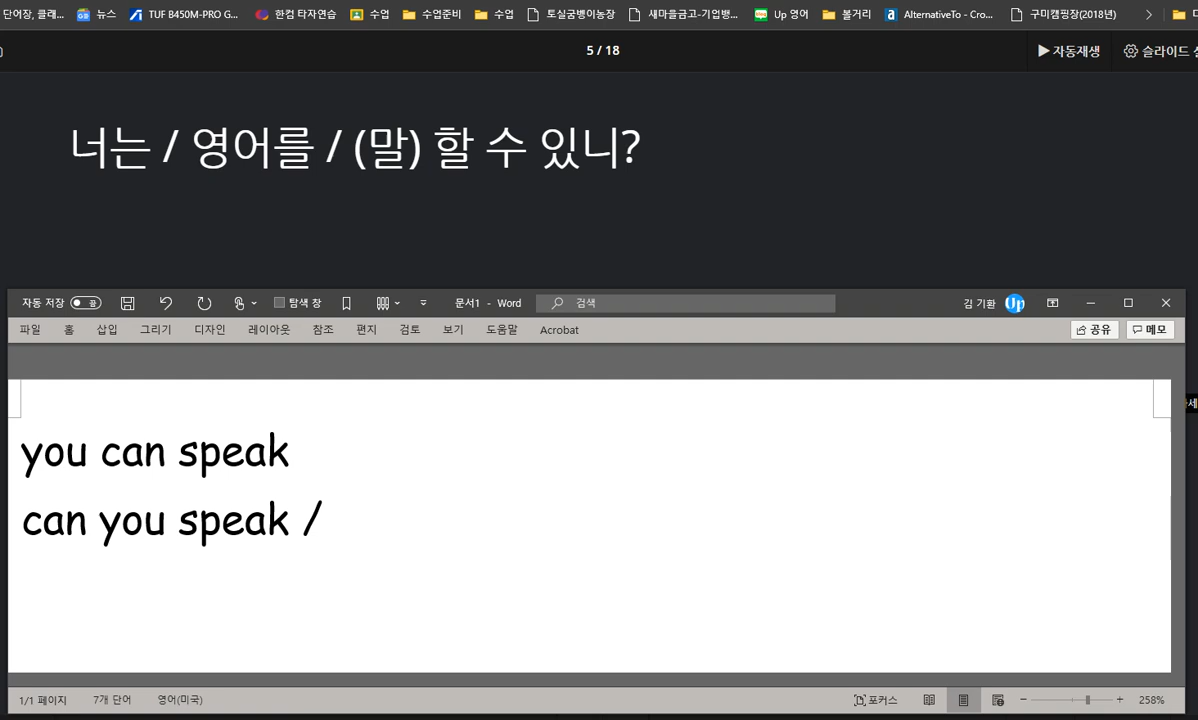 단어장, 클래... 뉴스 TUF B450M-PRO G... 한컴 타자연습 수업 수업준비 수업 토실굼벵이농장 새마을금고-기업뱅... Up 영어 볼거리 AlternativeTo - Cro... 구미캠핑장(2018년)
5 / 18 자동재생 슬라이드
너는 / 영어를 / (말) 할 수 있니?
자동 저장 끔 탐색 창 문서1 - Word 검색 김 기환 Up
파일 홈 삽입 그리기 디자인 레이아웃 참조 편지 검토 보기 도움말 Acrobat 공유 메모
you can speak
can you speak /
1/1 페이지 7개 단어 영어(미국) 포커스 258%